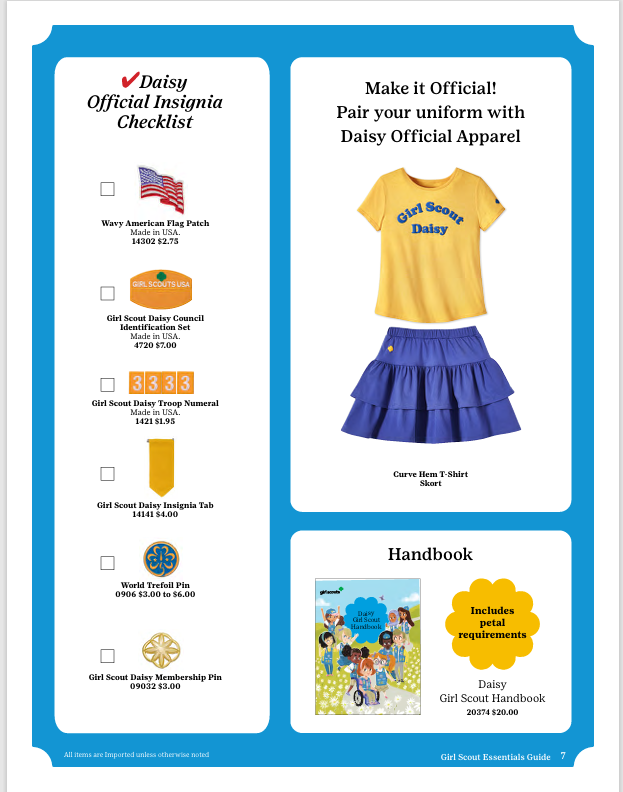 ✔Daisy
Official Insignia
Checklist
Wavy American Flag Patch
Made in USA.
14302 $2.75
GIRL SCOUTS USA
Girl Scout Daisy Council
Identification Set
Made in USA.
4720 $7.00
3 3 3 3
Girl Scout Daisy Troop Numeral
Made in USA.
1421 $1.95
Girl Scout Daisy Insignia Tab
14141 $4.00
World Trefoil Pin
0906 $3.00 to $6.00
Girl Scout Daisy Membership Pin
09032 $3.00
Make it Official!
Pair your uniform with
Daisy Official Apparel
Girl Scout
Daisy
Curve Hem T-Shirt
Skort
Handbook
girl scouts
Daisy
Girl Scout
Handbook
Includes
petal
requirements
Daisy
Girl Scout Handbook
20374 $20.00
All items are Imported unless otherwise noted
Girl Scout Essentials Guide 7